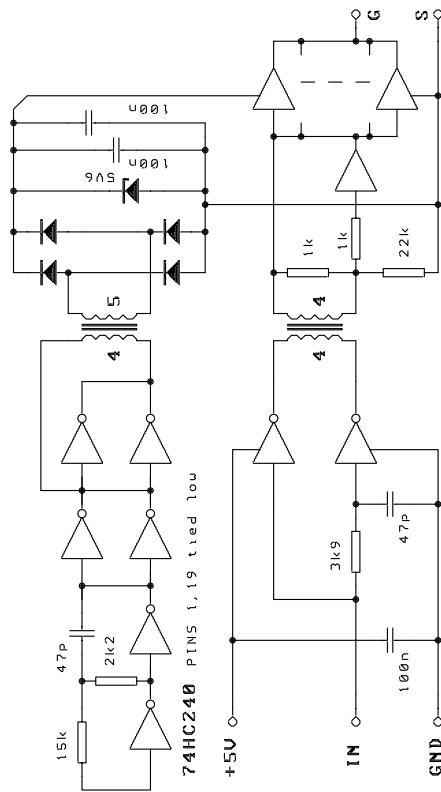 100n
100n
5V6
5
4
15k
47p
2k2
74HC240 PINS 1,19 tied low
G
S
1k
1k
22k
4
4
3k9
47p
100n
+5V
IN
GND